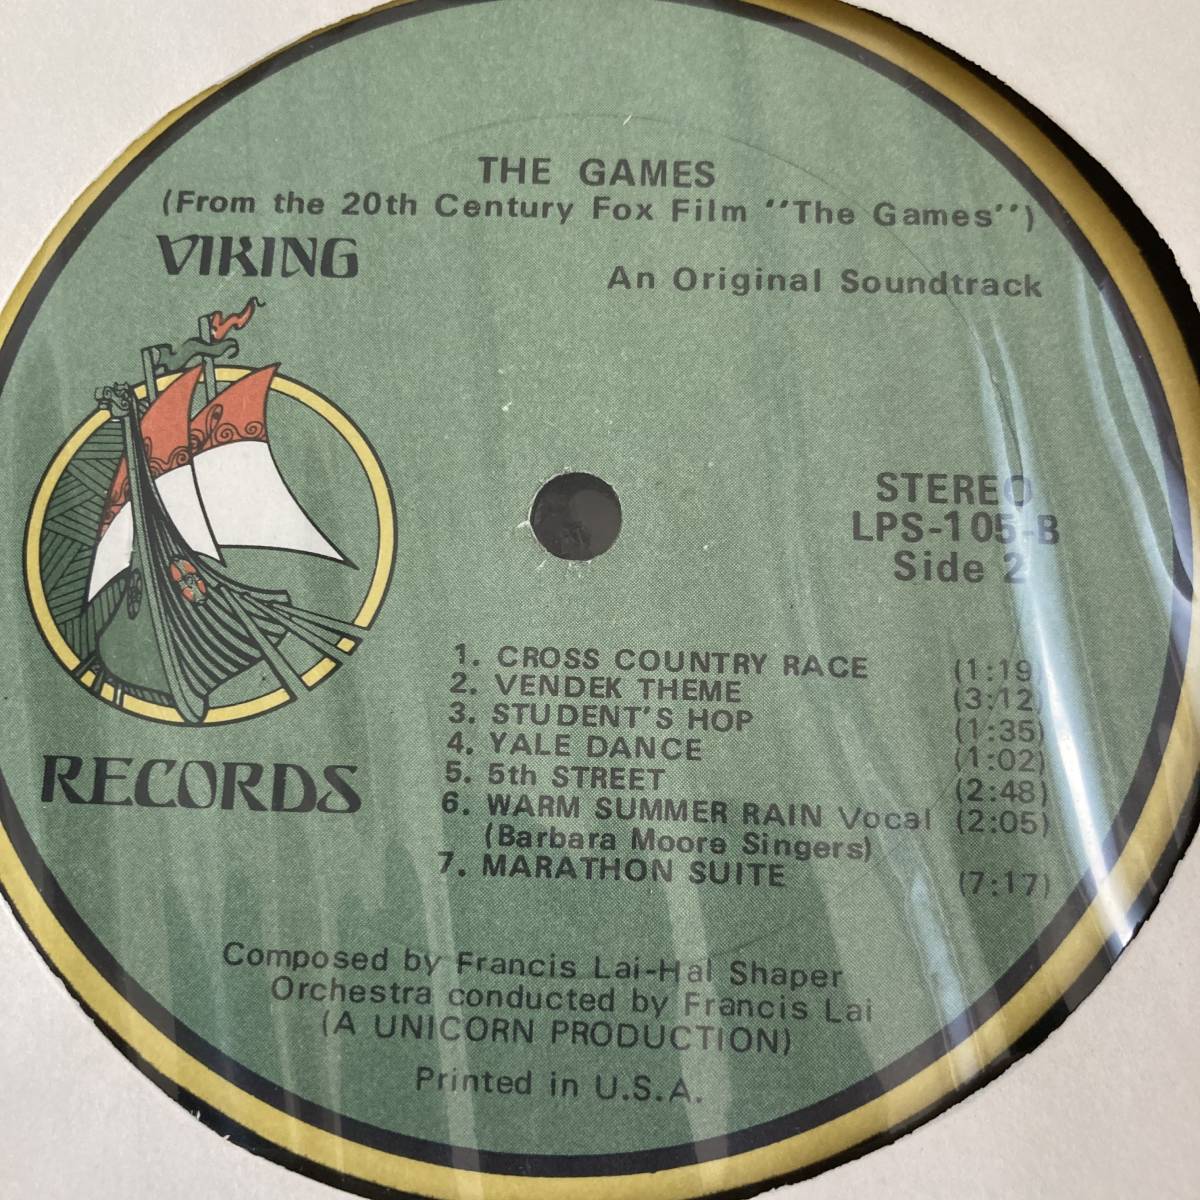 THE GAMES
(From the 20th Century Fox Film "The Games")
VIKING
An Original Soundtrack
STEREO
LPS-105-B
Side 2
1. CROSS COUNTRY RACE (1:19)
2. VENDEK THEME (3:12)
3. STUDENT'S HOP (1:35)
4. YALE DANCE (1:02)
5. 5th STREET (2:48)
6. WARM SUMMER RAIN Vocal (2:05)
(Barbara Moore Singers)
7. MARATHON SUITE (7:17)
RECORDS
Composed by Francis Lai-Hal Shaper
Orchestra conducted by Francis Lai
(A UNICORN PRODUCTION)
Printed in U.S.A.